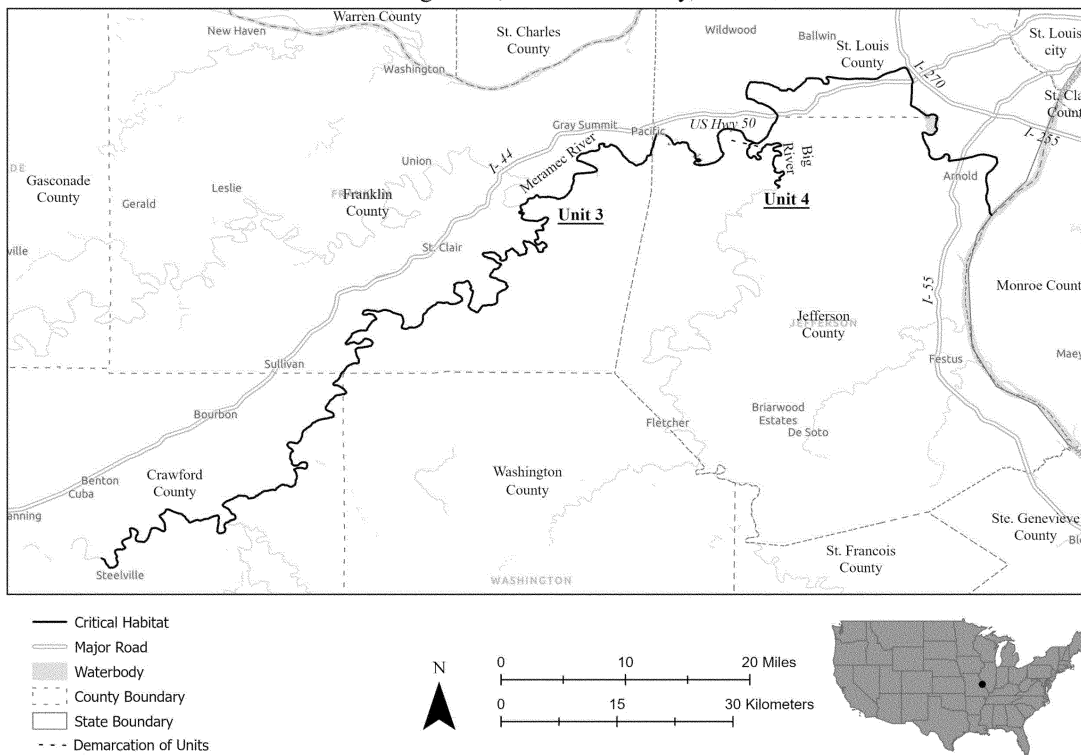 Warren County
New Haven
St. Charles
County
Wildwood
Ballwin
St. Louis
County
St. Louis
city
Washington
I-270
St. Cla
Count
Gray Summit
Pacific
US Hwy 50
I-255
Union
I-44
Meramec River
Big
River
Gasconade
County
Leslie
Gerald
Franklin
County
Unit 3
Unit 4
Arnold
ville
St. Clair
I-55
Monroe Count
Jefferson
County
JEFFERSON
Sullivan
Festus
Maey
Bourbon
Fletcher
Briarwood
Estates
De Soto
Crawford
County
Washington
County
Benton
Cuba
anning
Ste. Genevieve
County
St. Francois
County
Steelville
WASHINGTON
Critical Habitat
Major Road
Waterbody
County Boundary
State Boundary
Demarcation of Units
N
0 10 20 Miles
0 15 30 Kilometers